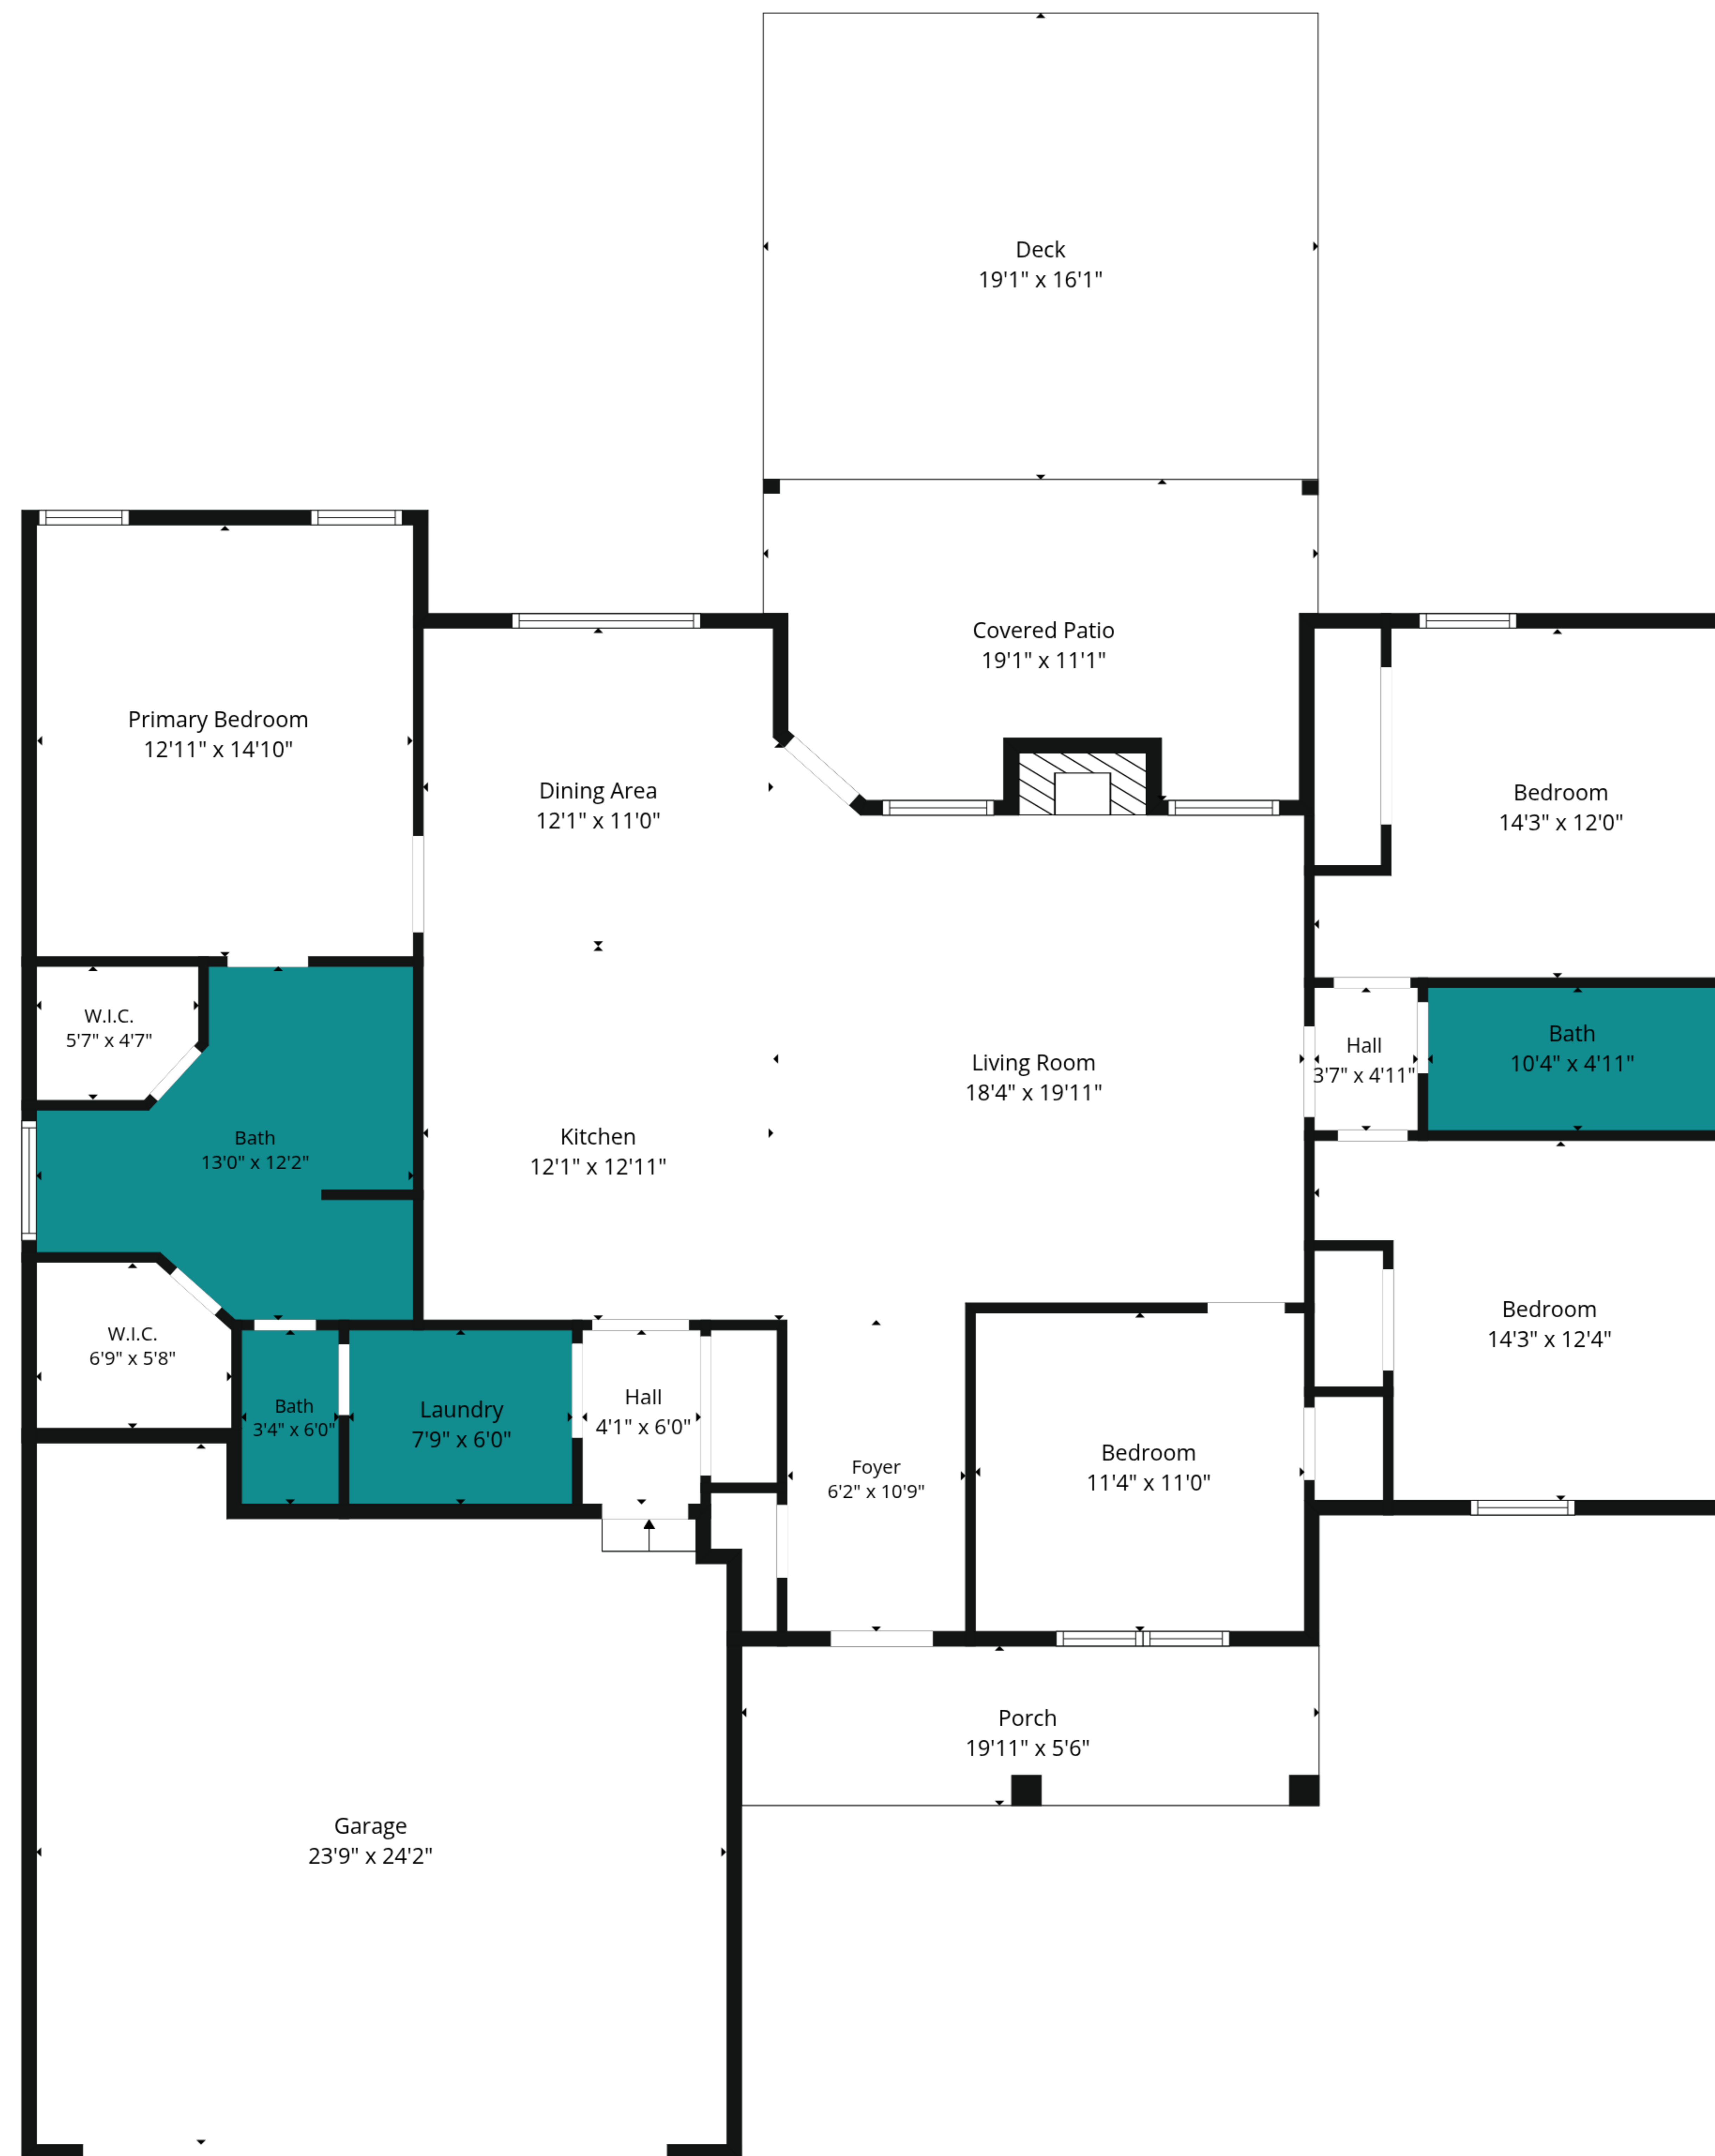 Deck
19'1" x 16'1"
Covered Patio
19'1" x 11'1"
Primary Bedroom
12'11" x 14'10"
Dining Area
12'1" x 11'0"
Bedroom
14'3" x 12'0"
W.I.C.
5'7" x 4'7"
Bath
13'0" x 12'2"
Kitchen
12'1" x 12'11"
Living Room
18'4" x 19'11"
Hall
3'7" x 4'11"
Bath
10'4" x 4'11"
W.I.C.
6'9" x 5'8"
Bath
3'4" x 6'0"
Laundry
7'9" x 6'0"
Hall
4'1" x 6'0"
Foyer
6'2" x 10'9"
Bedroom
11'4" x 11'0"
Bedroom
14'3" x 12'4"
Porch
19'11" x 5'6"
Garage
23'9" x 24'2"